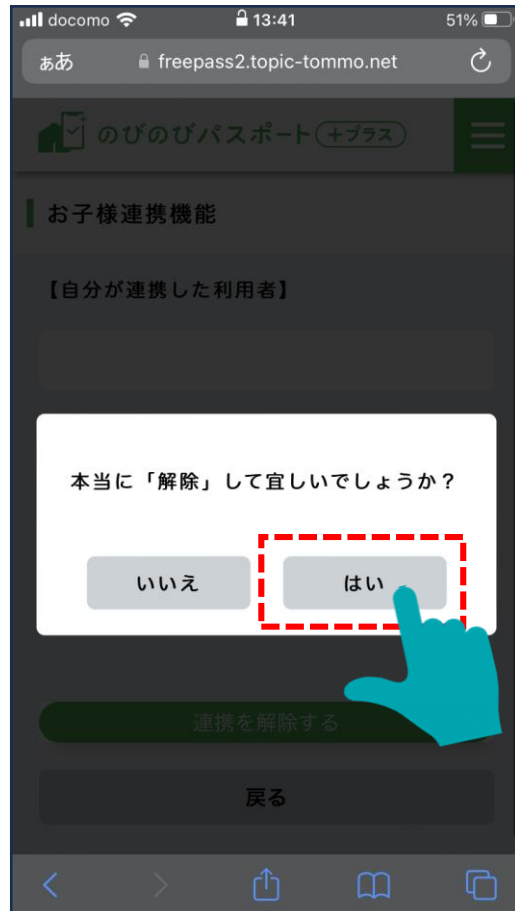 docomo 13:41 51%
ああ freepass2.topic-tommo.net
のびのびパスポート+プラス
お子様連携機能
【自分が連携した利用者】
本当に「解除」して宜しいでしょうか？
いいえ はい
連携を解除する
戻る